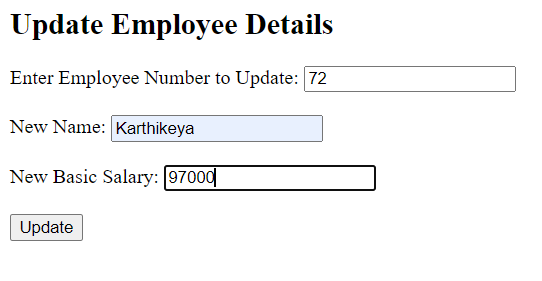 Update Employee Details
Enter Employee Number to Update: 72
New Name: Karthikeya
New Basic Salary: 97000
Update